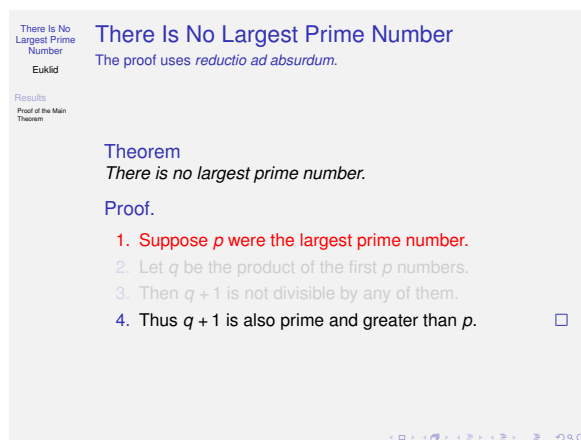 There Is No
Largest Prime
Number
Euklid
Results
Proof of the Main
Theorem
There Is No Largest Prime Number
The proof uses reductio ad absurdum.
Theorem
There is no largest prime number.
Proof.
1. Suppose p were the largest prime number.
2. Let q be the product of the first p numbers.
3. Then q + 1 is not divisible by any of them.
4. Thus q + 1 is also prime and greater than p.